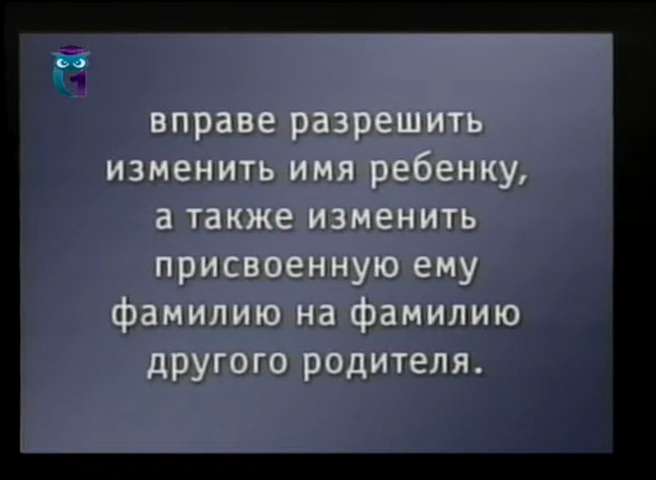 вправе разрешить
изменить имя ребенку,
а также изменить
присвоенную ему
фамилию на фамилию
другого родителя.